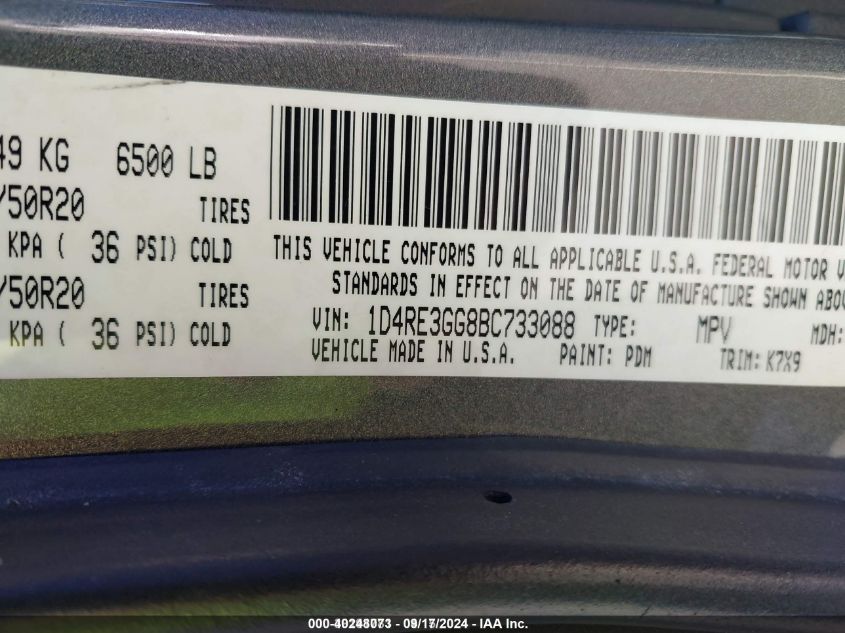 49 KG 6500 LB
/50R20 TIRES
KPA ( 36 PSI) COLD
/50R20 TIRES
KPA ( 36 PSI) COLD
THIS VEHICLE CONFORMS TO ALL APPLICABLE U.S.A. FEDERAL MOTOR V
STANDARDS IN EFFECT ON THE DATE OF MANUFACTURE SHOWN ABO
VIN: 1D4RE3GG8BC733088 TYPE: MPV MDH:
VEHICLE MADE IN U.S.A. PAINT: PDM TRIM: K7X9
09/17/2024 - IAA Inc.